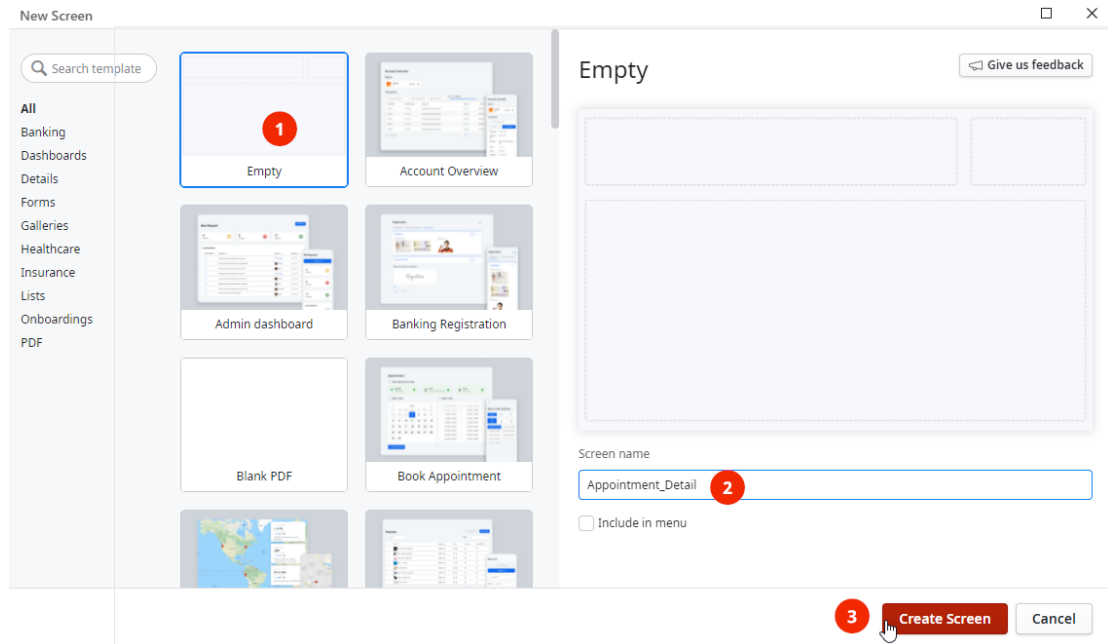 New Screen
Search template
All
Banking
Dashboards
Details
Forms
Galleries
Healthcare
Insurance
Lists
Onboardings
PDF
1
Empty
Account Overview
Admin dashboard
Banking Registration
Blank PDF
Book Appointment
Empty
Give us feedback
Screen name
Appointment_Detail
2
Include in menu
3
Create Screen
Cancel